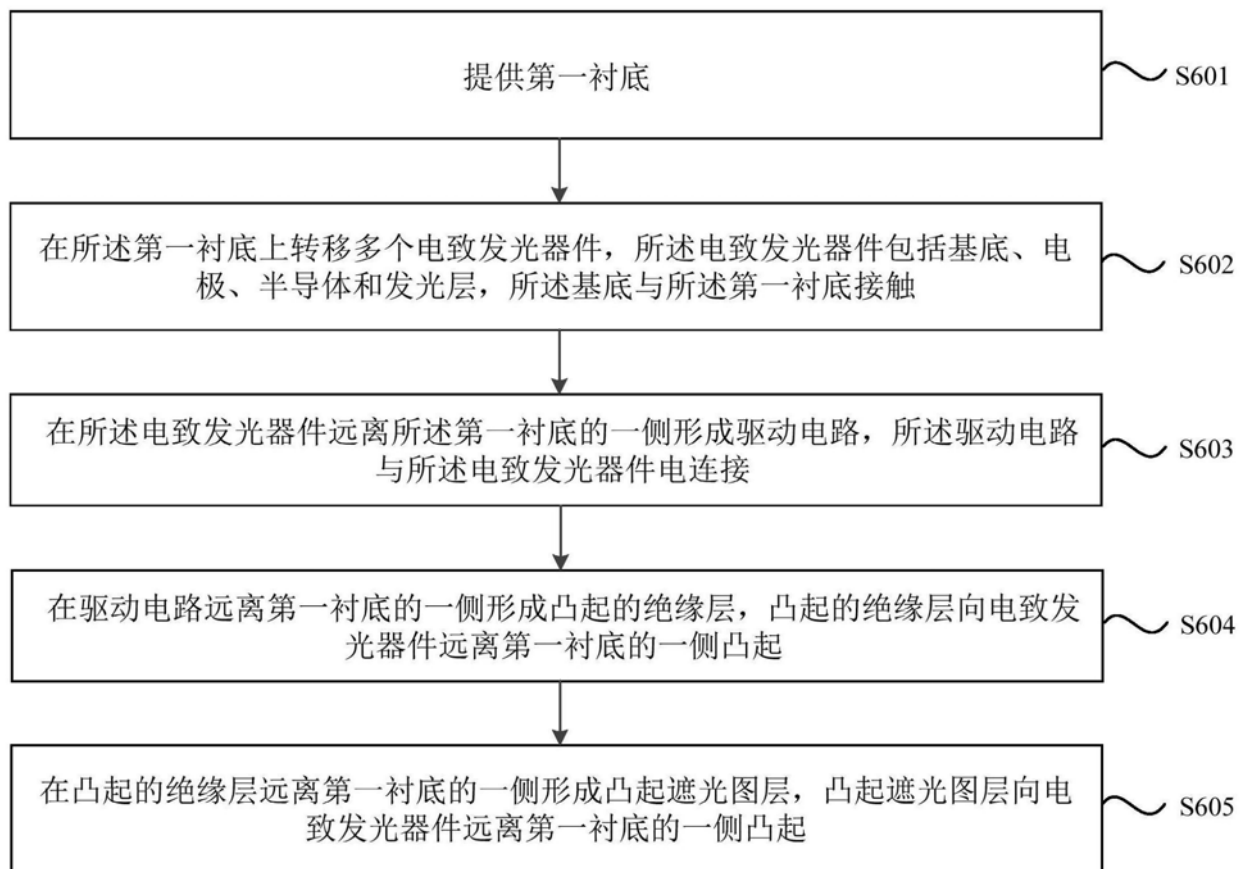 提供第一衬底
S601
在所述第一衬底上转移多个电致发光器件，所述电致发光器件包括基底、电
极、半导体和发光层，所述基底与所述第一衬底接触
S602
在所述电致发光器件远离所述第一衬底的一侧形成驱动电路，所述驱动电路
与所述电致发光器件电连接
S603
在驱动电路远离第一衬底的一侧形成凸起的绝缘层，凸起的绝缘层向电致发
光器件远离第一衬底的一侧凸起
S604
在凸起的绝缘层远离第一衬底的一侧形成凸起遮光图层，凸起遮光图层向电
致发光器件远离第一衬底的一侧凸起
S605